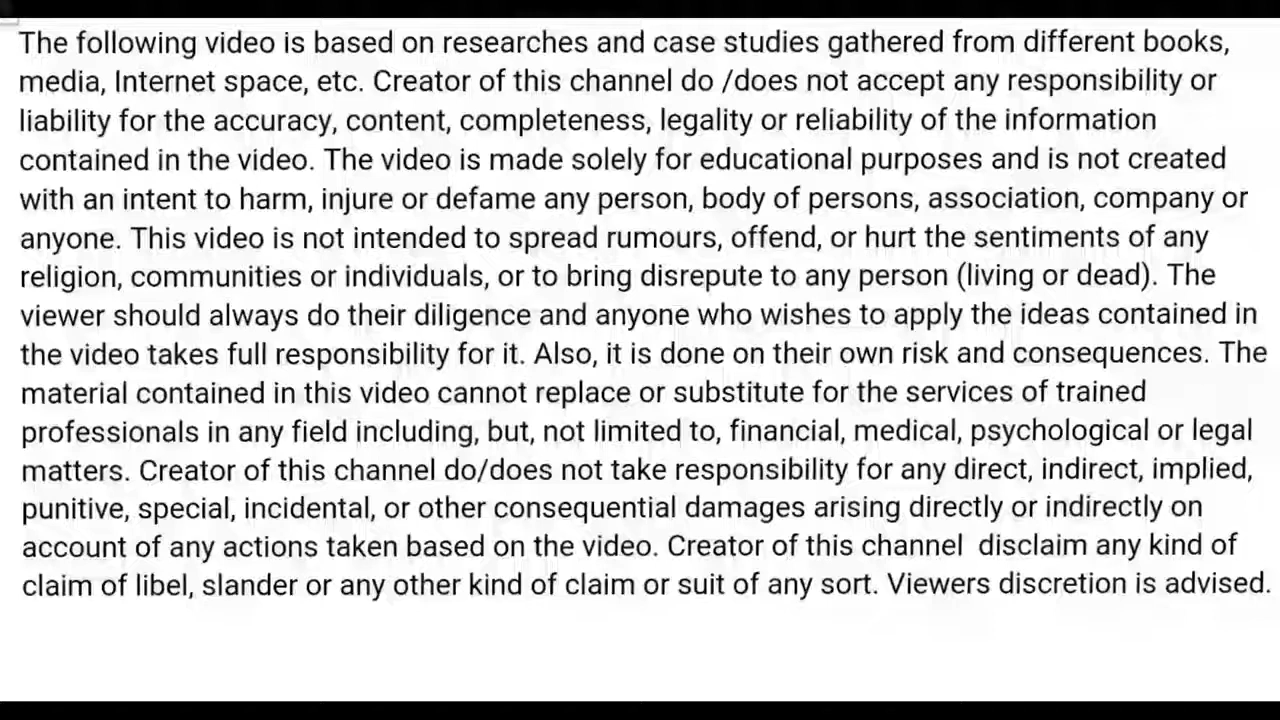 The following video is based on researches and case studies gathered from different books,
media, Internet space, etc. Creator of this channel do /does not accept any responsibility or
liability for the accuracy, content, completeness, legality or reliability of the information
contained in the video. The video is made solely for educational purposes and is not created
with an intent to harm, injure or defame any person, body of persons, association, company or
anyone. This video is not intended to spread rumours, offend, or hurt the sentiments of any
religion, communities or individuals, or to bring disrepute to any person (living or dead). The
viewer should always do their diligence and anyone who wishes to apply the ideas contained in
the video takes full responsibility for it. Also, it is done on their own risk and consequences. The
material contained in this video cannot replace or substitute for the services of trained
professionals in any field including, but, not limited to, financial, medical, psychological or legal
matters. Creator of this channel do/does not take responsibility for any direct, indirect, implied,
punitive, special, incidental, or other consequential damages arising directly or indirectly on
account of any actions taken based on the video. Creator of this channel  disclaim any kind of
claim of libel, slander or any other kind of claim or suit of any sort. Viewers discretion is advised.